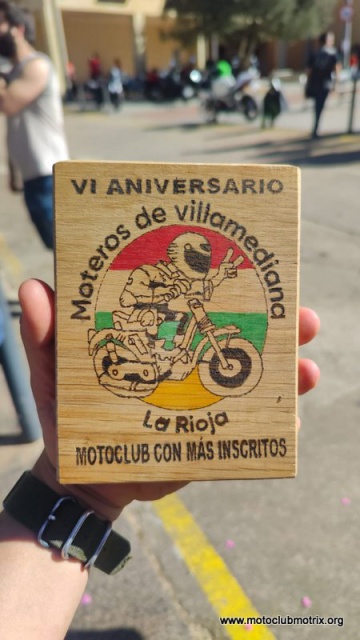 VI ANIVERSARIO
Moteros de villamediana
La Rioja
MOTOCLUB CON MÁS INSCRITOS
www.motoclubmotrix.org